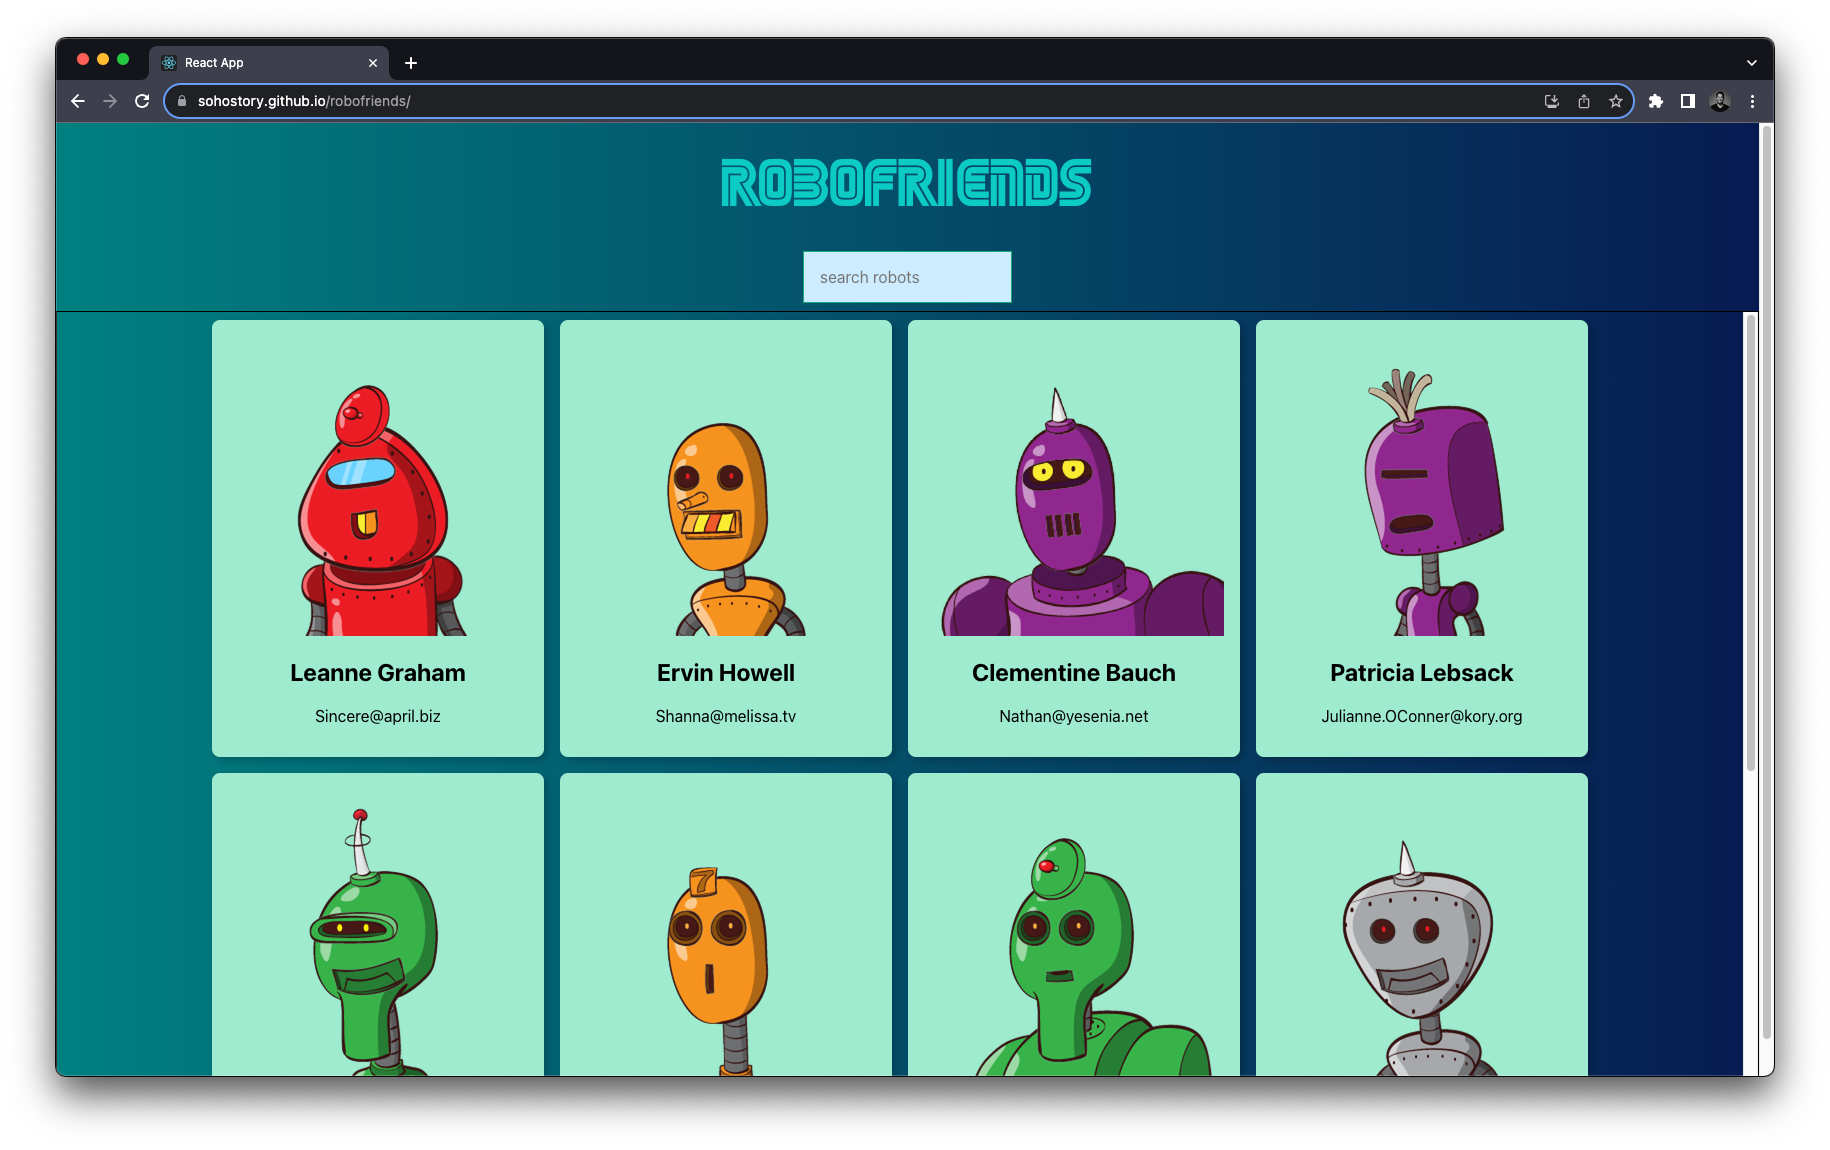 React App
sohostory.github.io/robofriends/
ROBOFRIENDS
search robots
Leanne Graham
Sincere@april.biz
Ervin Howell
Shanna@melissa.tv
Clementine Bauch
Nathan@yesenia.net
Patricia Lebsack
Julianne.OConner@kory.org
7